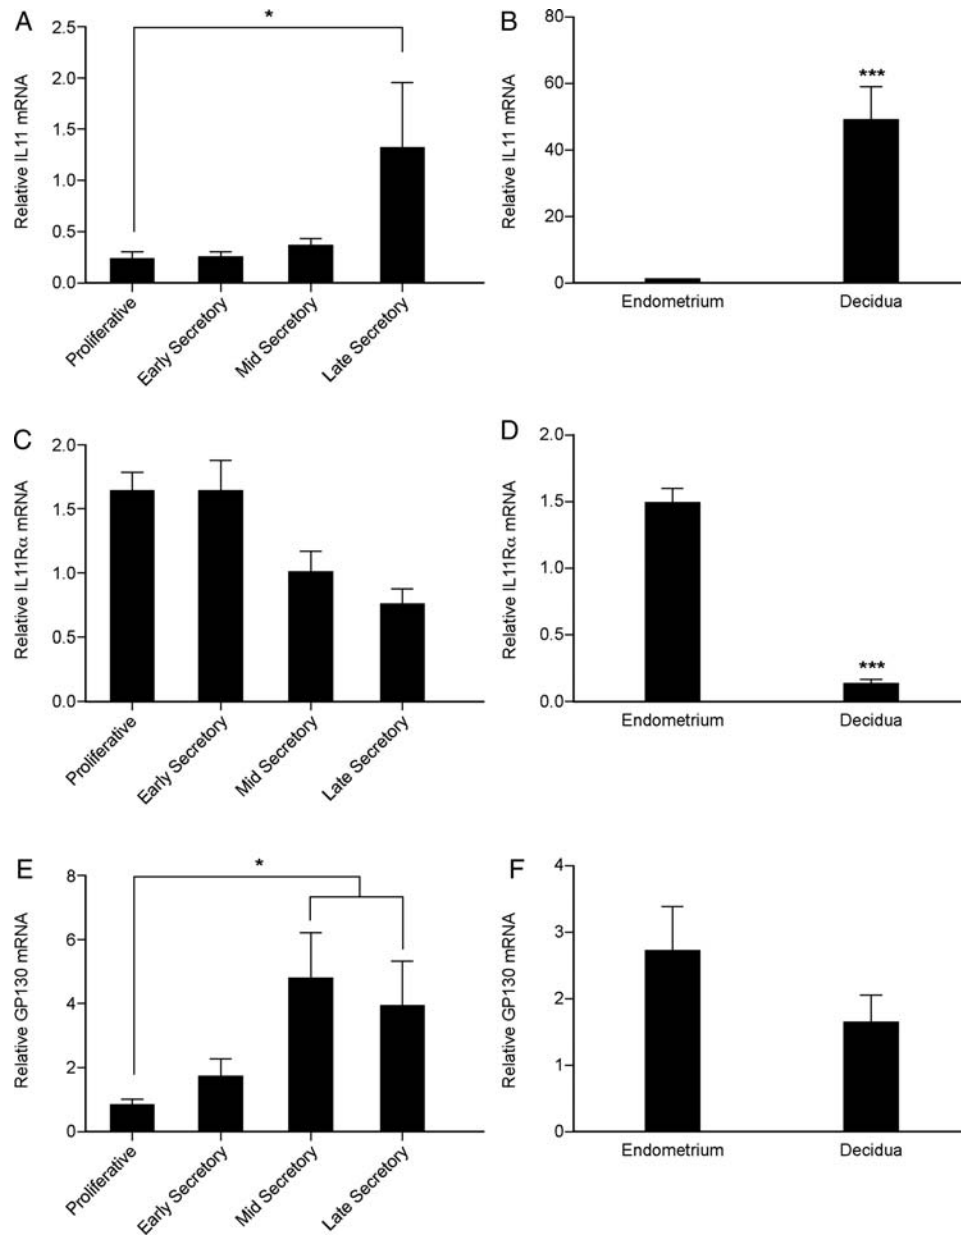 A
*
Relative IL11 mRNA
2.5
2.0
1.5
1.0
0.5
0.0
Proliferative
Early Secretory
Mid Secretory
Late Secretory
B
***
Relative IL11 mRNA
80
60
40
20
0
Endometrium
Decidua
C
Relative IL11Rα mRNA
2.0
1.5
1.0
0.5
0.0
Proliferative
Early Secretory
Mid Secretory
Late Secretory
D
***
Relative IL11Rα mRNA
2.0
1.5
1.0
0.5
0.0
Endometrium
Decidua
E
*
Relative GP130 mRNA
8
6
4
2
0
Proliferative
Early Secretory
Mid Secretory
Late Secretory
F
Relative GP130 mRNA
4
3
2
1
0
Endometrium
Decidua